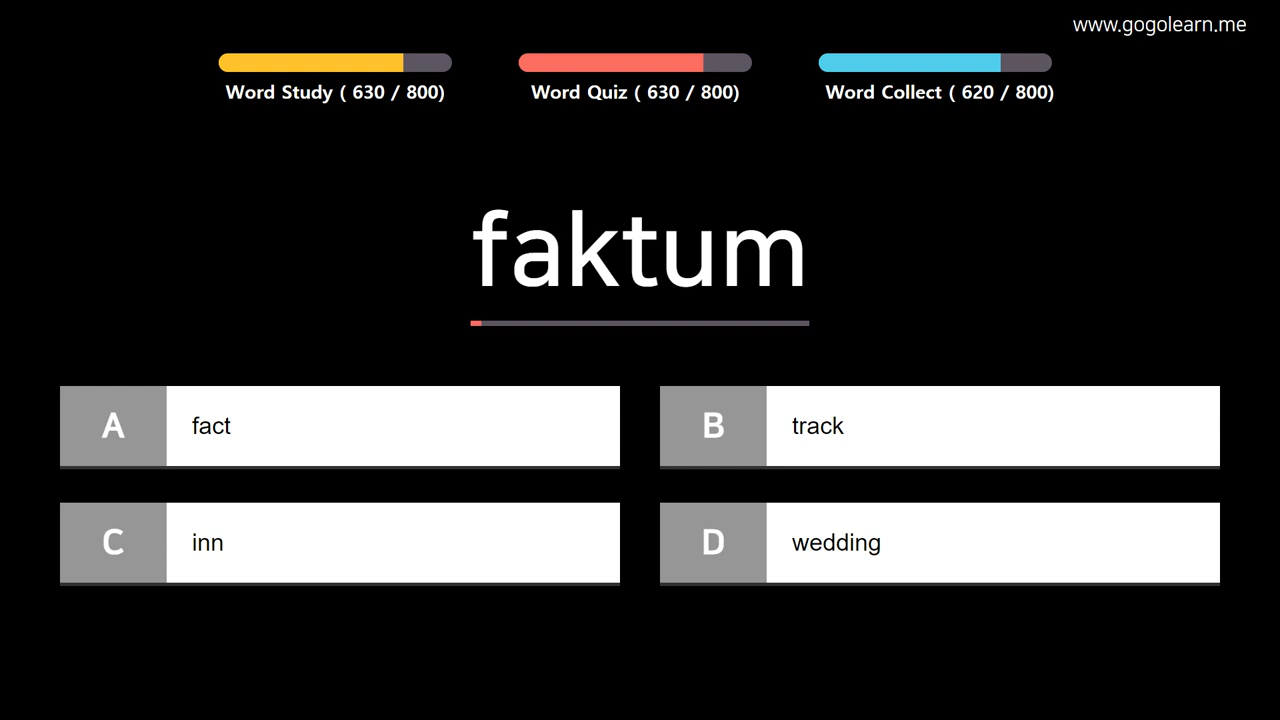 www.gogolearn.me
Word Study ( 630 / 800)
Word Quiz ( 630 / 800)
Word Collect ( 620 / 800)
faktum
A fact
B track
C inn
D wedding